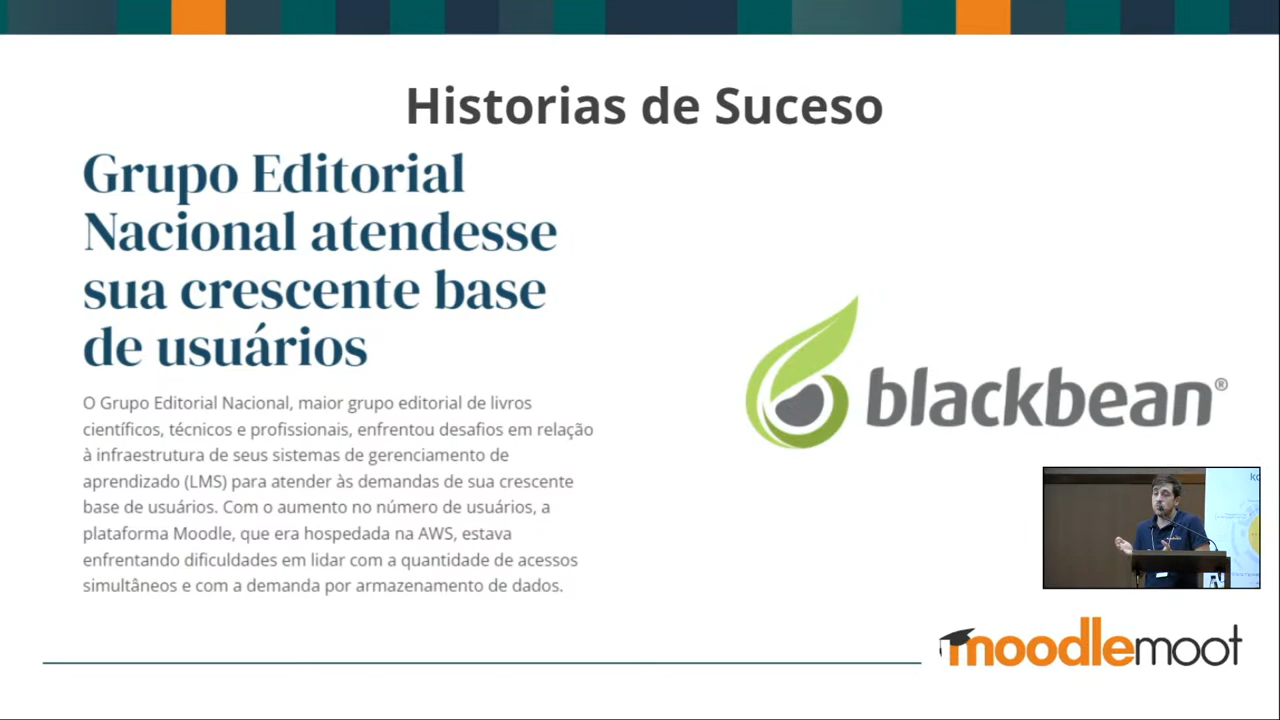 Historias de Suceso
Grupo Editorial
Nacional atendesse
sua crescente base
de usuários
O Grupo Editorial Nacional, maior grupo editorial de livros
científicos, técnicos e profissionais, enfrentou desafios em relação
à infraestrutura de seus sistemas de gerenciamento de
aprendizado (LMS) para atender às demandas de sua crescente
base de usuários. Com o aumento no número de usuários, a
plataforma Moodle, que era hospedada na AWS, estava
enfrentando dificuldades em lidar com a quantidade de acessos
simultâneos e com a demanda por armazenamento de dados.
blackbean®
moodlemoot